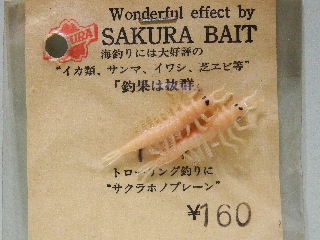 Wonderful effect by
SAKURA BAIT
海釣りには大好評の
“イカ類、サンマ、イワシ、芝エビ等”
「釣果は抜群」
トローリング釣りに
“サクラホノプレーン”
¥160